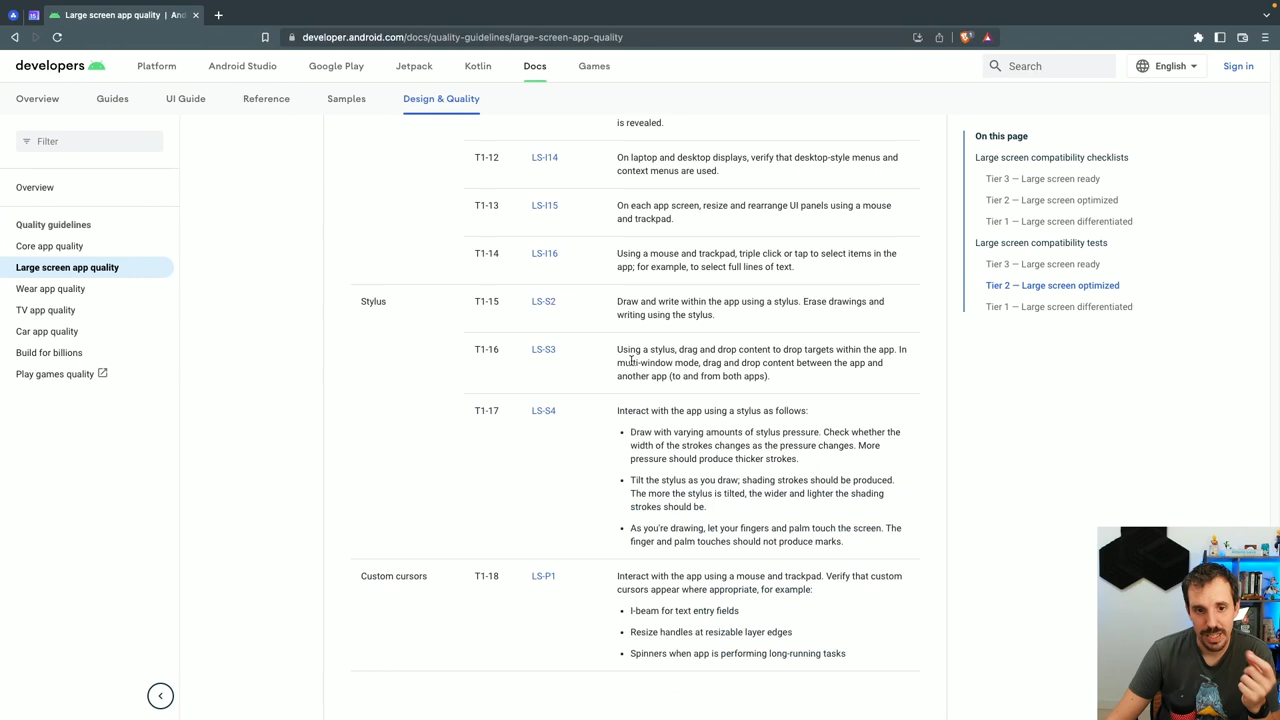 Large screen app quality | And
developer.android.com/docs/quality-guidelines/large-screen-app-quality
developers
Platform
Android Studio
Google Play
Jetpack
Kotlin
Docs
Games
Search
English
Sign in
Overview
Guides
UI Guide
Reference
Samples
Design & Quality
Filter
Overview
Quality guidelines
Core app quality
Large screen app quality
Wear app quality
TV app quality
Car app quality
Build for billions
Play games quality
is revealed.
T1-12
LS-I14
On laptop and desktop displays, verify that desktop-style menus and
context menus are used.
T1-13
LS-I15
On each app screen, resize and rearrange UI panels using a mouse
and trackpad.
T1-14
LS-I16
Using a mouse and trackpad, triple click or tap to select items in the
app; for example, to select full lines of text.
Stylus
T1-15
LS-S2
Draw and write within the app using a stylus. Erase drawings and
writing using the stylus.
T1-16
LS-S3
Using a stylus, drag and drop content to drop targets within the app. In
multi-window mode, drag and drop content between the app and
another app (to and from both apps).
T1-17
LS-S4
Interact with the app using a stylus as follows:
• Draw with varying amounts of stylus pressure. Check whether the
width of the strokes changes as the pressure changes. More
pressure should produce thicker strokes.
• Tilt the stylus as you draw; shading strokes should be produced.
The more the stylus is tilted, the wider and lighter the shading
strokes should be.
• As you're drawing, let your fingers and palm touch the screen. The
finger and palm touches should not produce marks.
Custom cursors
T1-18
LS-P1
Interact with the app using a mouse and trackpad. Verify that custom
cursors appear where appropriate, for example:
• I-beam for text entry fields
• Resize handles at resizable layer edges
• Spinners when app is performing long-running tasks
On this page
Large screen compatibility checklists
Tier 3 — Large screen ready
Tier 2 — Large screen optimized
Tier 1 — Large screen differentiated
Large screen compatibility tests
Tier 3 — Large screen ready
Tier 2 — Large screen optimized
Tier 1 — Large screen differentiated